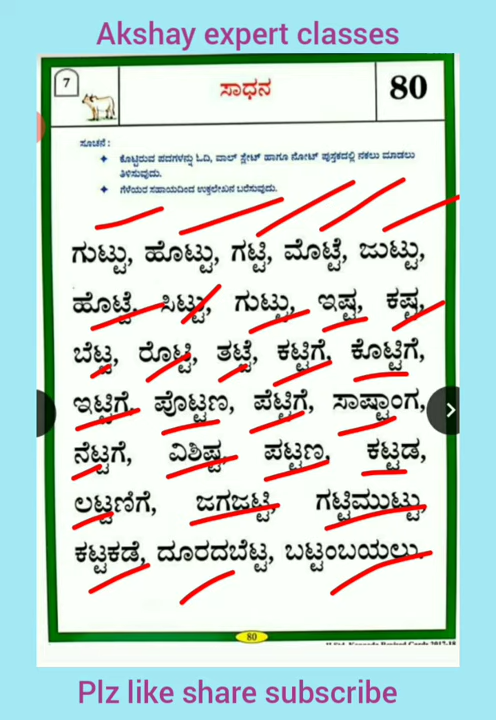 Akshay expert classes
7 ಸಾಧನ 80
ಸೂಚನೆ :
ಕೊಟ್ಟಿರುವ ಪದಗಳನ್ನು ಓದಿ, ವಾಲ್ ಸ್ಲೇಟ್ ಹಾಗೂ ನೋಟ್ ಪುಸ್ತಕದಲ್ಲಿ ನಕಲು ಮಾಡಲು
ತಿಳಿಸುವುದು.
ಗೆಳೆಯರ ಸಹಾಯದಿಂದ ಉಕ್ತಲೇಖನ ಬರೆಸುವುದು.
ಗುಟ್ಟು, ಹೊಟ್ಟು, ಗಟ್ಟಿ, ಮೊಟ್ಟೆ, ಜುಟ್ಟು,
ಹೊಟ್ಟೆ, ಸಿಟ್ಟು, ಗುಟ್ಟು, ಇಷ್ಟ, ಕಷ್ಟ,
ಬೆಟ್ಟ, ರೊಟ್ಟಿ, ತಟ್ಟೆ, ಕಟ್ಟಿಗೆ, ಕೊಟ್ಟಿಗೆ,
ಇಟ್ಟಿಗೆ, ಪೊಟ್ಟಣ, ಪೆಟ್ಟಿಗೆ, ಸಾಷ್ಟಾಂಗ,
ನೆಟ್ಟಗೆ, ವಿಶಿಷ್ಟ, ಪಟ್ಟಣ, ಕಟ್ಟಡ,
ಲಟ್ಟಣಿಗೆ, ಜಗಜಟ್ಟಿ, ಗಟ್ಟಿಮುಟ್ಟು,
ಕಟ್ಟಕಡೆ, ದೂರದಬೆಟ್ಟ, ಬಟ್ಟಂಬಯಲು.
80
Plz like share subscribe